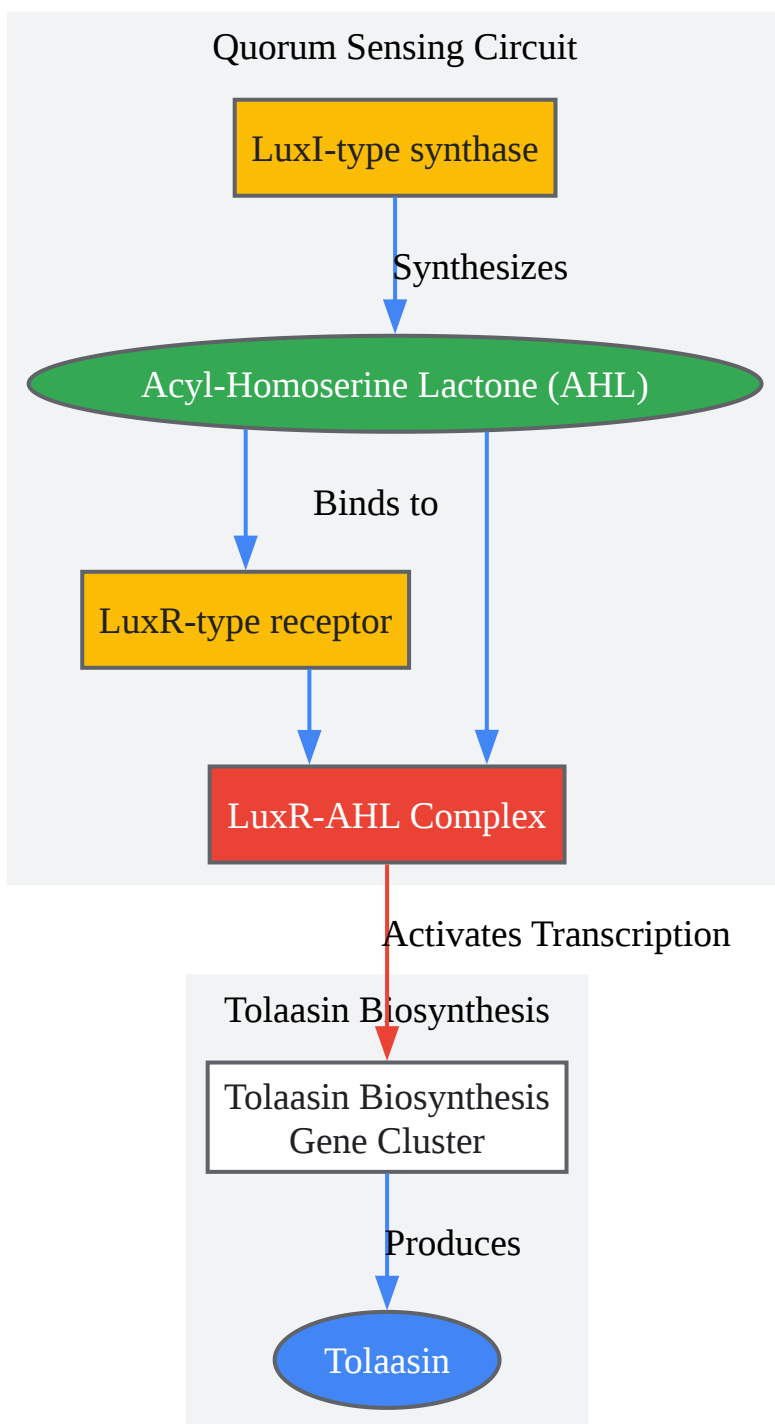 Quorum Sensing Circuit
LuxI-type synthase
Synthesizes
Acyl-Homoserine Lactone (AHL)
Binds to
LuxR-type receptor
LuxR-AHL Complex
Activates Transcription
Tolaasin Biosynthesis
Tolaasin Biosynthesis
Gene Cluster
Produces
Tolaasin